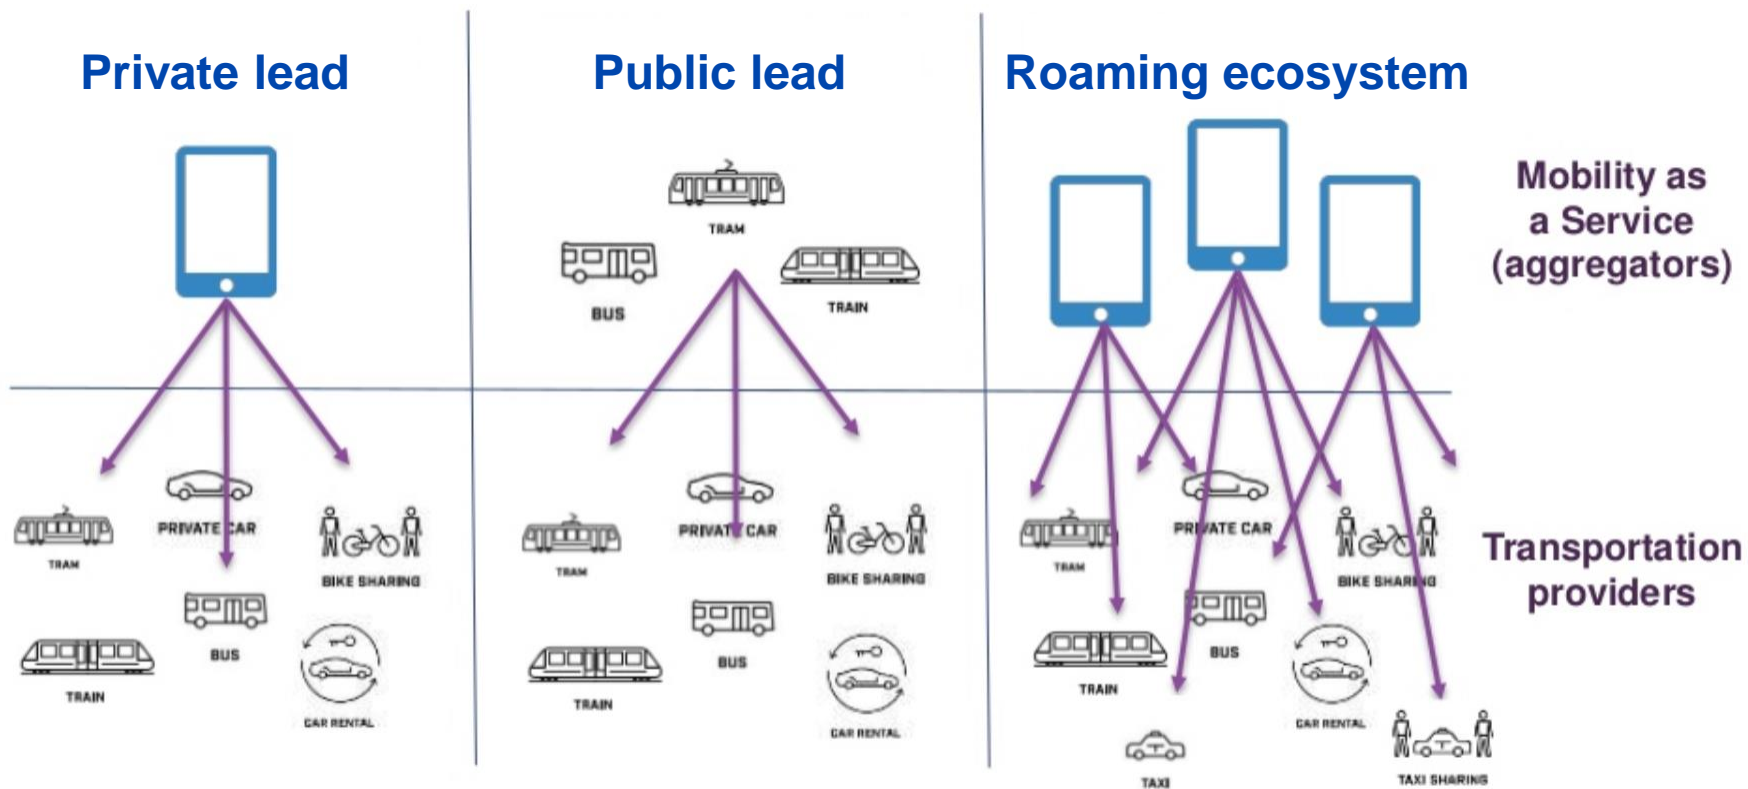 Private lead
Public lead
Roaming ecosystem
Mobility as
a Service
(aggregators)
TRAM
BUS
TRAIN
Transportation
providers
TRAM
PRIVATE CAR
BIKE SHARING
TRAIN
BUS
CAR RENTAL
TRAM
PRIVATE CAR
BIKE SHARING
TRAIN
BUS
CAR RENTAL
TRAM
PRIVATE CAR
BIKE SHARING
TRAIN
BUS
CAR RENTAL
TAXI
TAXI SHARING